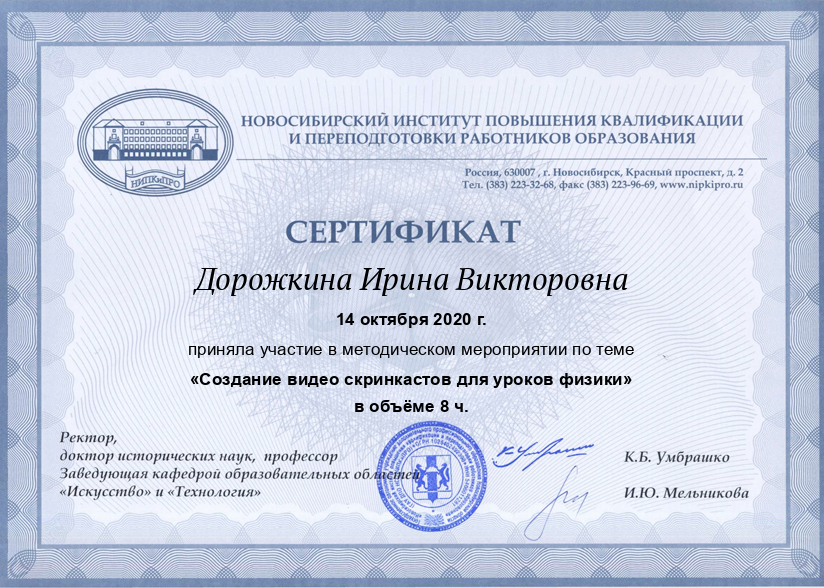 НОВОСИБИРСКИЙ ИНСТИТУТ ПОВЫШЕНИЯ КВАЛИФИКАЦИИ
И ПЕРЕПОДГОТОВКИ РАБОТНИКОВ ОБРАЗОВАНИЯ
НИПКиПРО
Россия, 630007 , г. Новосибирск, Красный проспект, д. 2
Тел. (383) 223-32-68, факс (383) 223-96-69, www.nipkipro.ru
СЕРТИФИКАТ
Дорожкина Ирина Викторовна
14 октября 2020 г.
приняла участие в методическом мероприятии по теме
«Создание видео скринкастов для уроков физики»
в объёме 8 ч.
Ректор,
доктор исторических наук, профессор
К.Б. Умбрашко
Заведующая кафедрой образовательных областей
«Искусство» и «Технология»
И.Ю. Мельникова